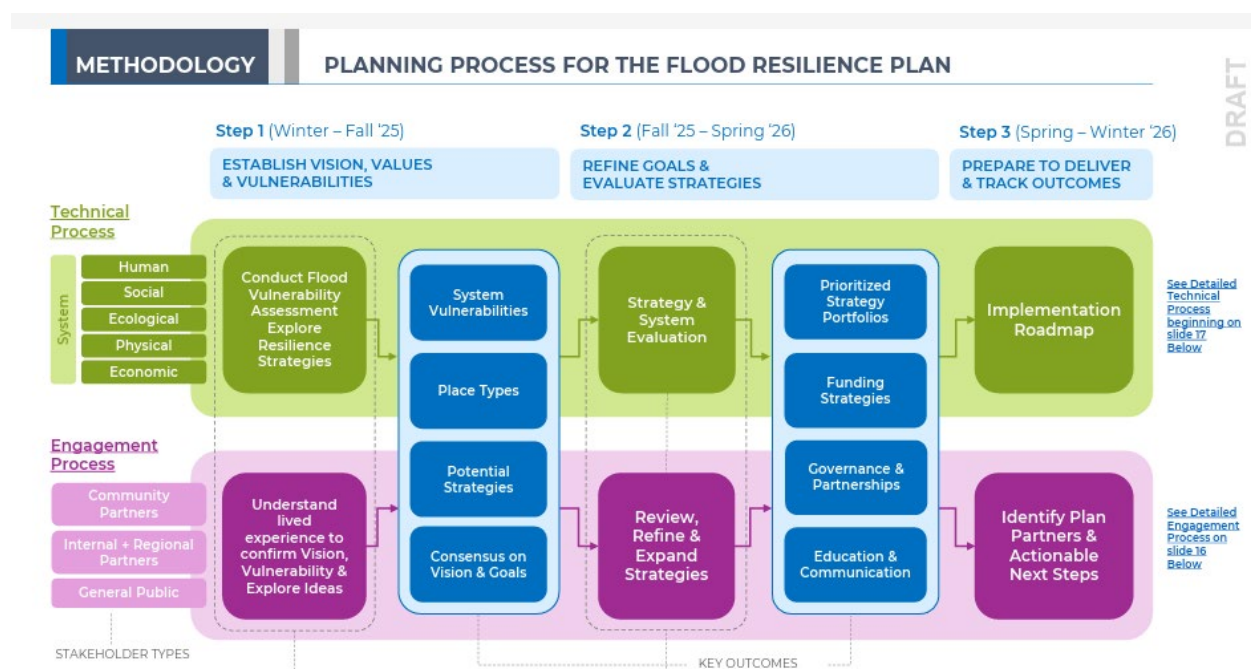 METHODOLOGY
PLANNING PROCESS FOR THE FLOOD RESILIENCE PLAN
DRAFT
Step 1 (Winter – Fall ‘25)
ESTABLISH VISION, VALUES
& VULNERABILITIES
Step 2 (Fall ‘25 – Spring ‘26)
REFINE GOALS &
EVALUATE STRATEGIES
Step 3 (Spring – Winter ‘26)
PREPARE TO DELIVER
& TRACK OUTCOMES
Technical
Process
System
Human
Social
Ecological
Physical
Economic
Conduct Flood
Vulnerability
Assessment
Explore
Resilience
Strategies
System
Vulnerabilities
Place Types
Potential
Strategies
Consensus on
Vision & Goals
Strategy &
System
Evaluation
Prioritized
Strategy
Portfolios
Funding
Strategies
Governance &
Partnerships
Education &
Communication
Implementation
Roadmap
See Detailed
Technical
Process
beginning on
slide 17
Below
Engagement
Process
Community
Partners
Internal + Regional
Partners
General Public
STAKEHOLDER TYPES
Understand
lived
experience to
confirm Vision,
Vulnerability &
Explore Ideas
Review,
Refine &
Expand
Strategies
Identify Plan
Partners &
Actionable
Next Steps
See Detailed
Engagement
Process on
slide 16
Below
KEY OUTCOMES